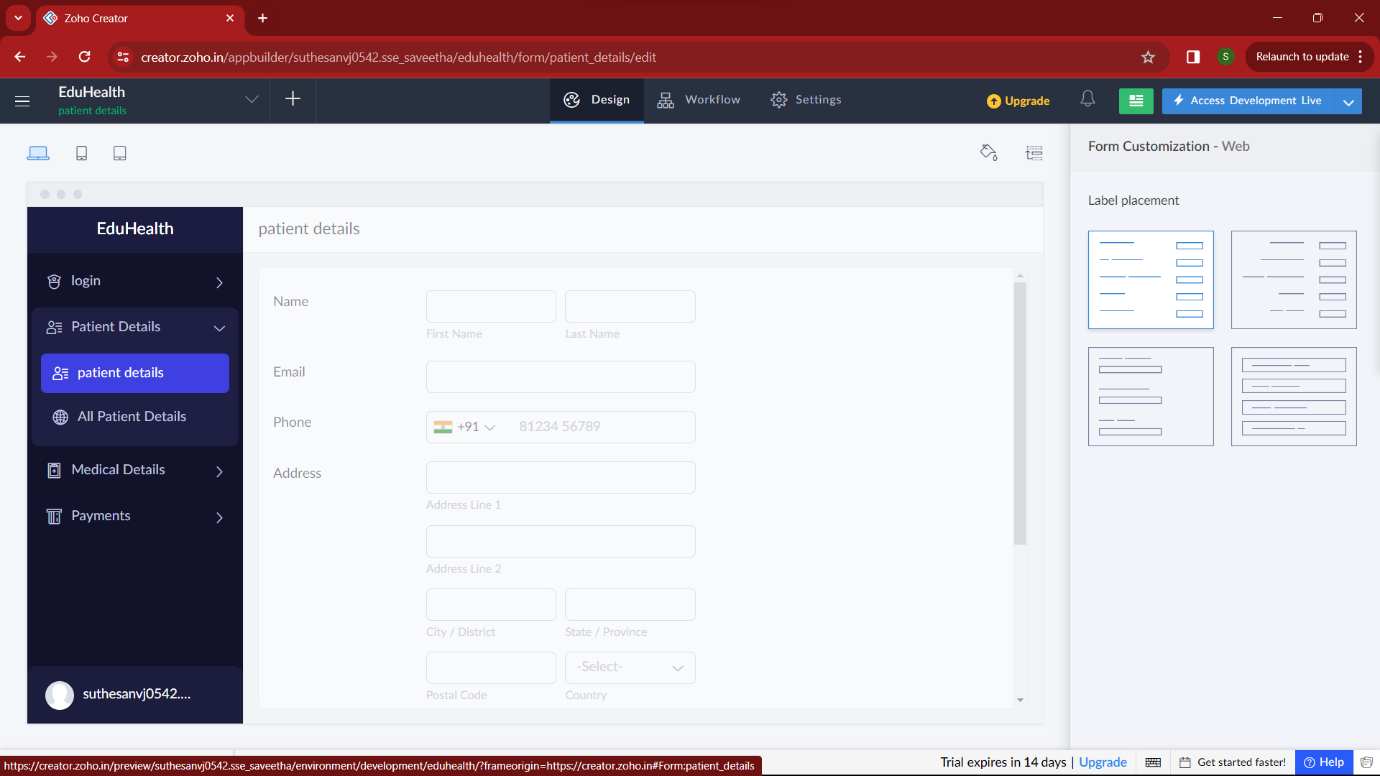 Zoho Creator
creator.zoho.in/appbuilder/suthesanvj0542.sse_saveetha/eduhealth/form/patient_details/edit
S
Relaunch to update
EduHealth
patient details
Design
Workflow
Settings
Upgrade
Access Development Live
Form Customization - Web
Label placement
EduHealth
login
Patient Details
patient details
All Patient Details
Medical Details
Payments
suthesanvj0542....
patient details
Name
First Name
Last Name
Email
Phone
+91
81234 56789
Address
Address Line 1
Address Line 2
City / District
State / Province
-Select-
Postal Code
Country
https://creator.zoho.in/preview/suthesanvj0542.sse_saveetha/environment/development/eduhealth/?frameorigin=https://creator.zoho.in#Form:patient_details
Trial expires in 14 days | Upgrade
Get started faster!
Help